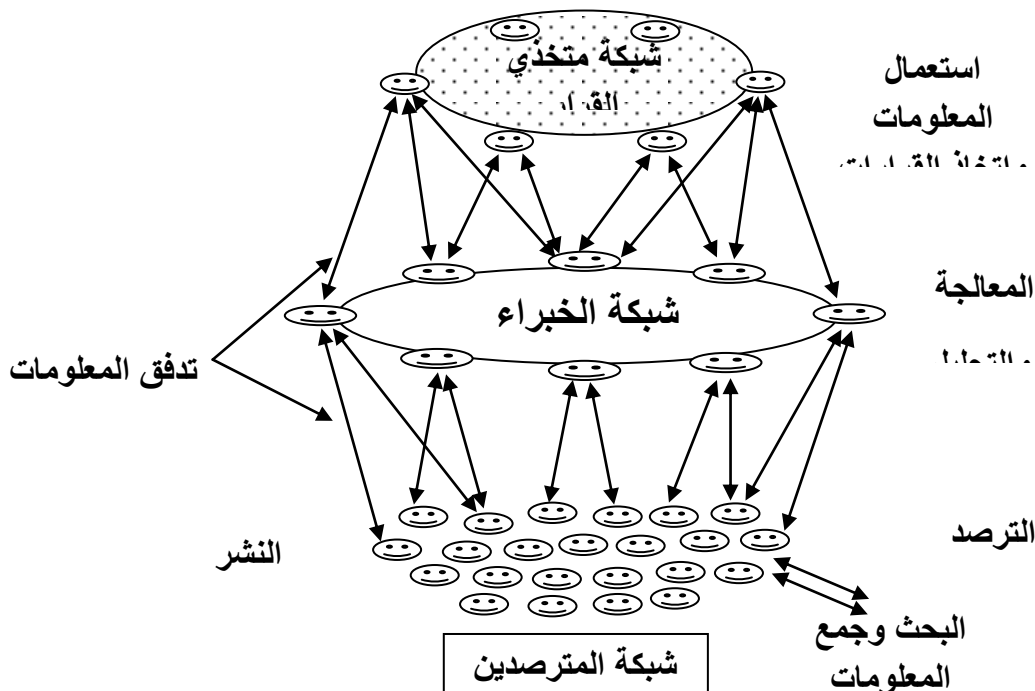 شبكة متخذي
استعمال
المعلومات
المعالجة
شبكة الخبراء
تدفق المعلومات
الترصد
النشر
البحث وجمع
المعلومات
شبكة المترصدين